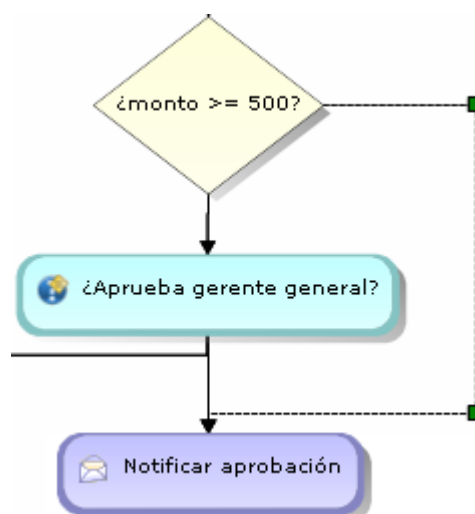 ¿monto >= 500?
¿Aprueba gerente general?
Notificar aprobación